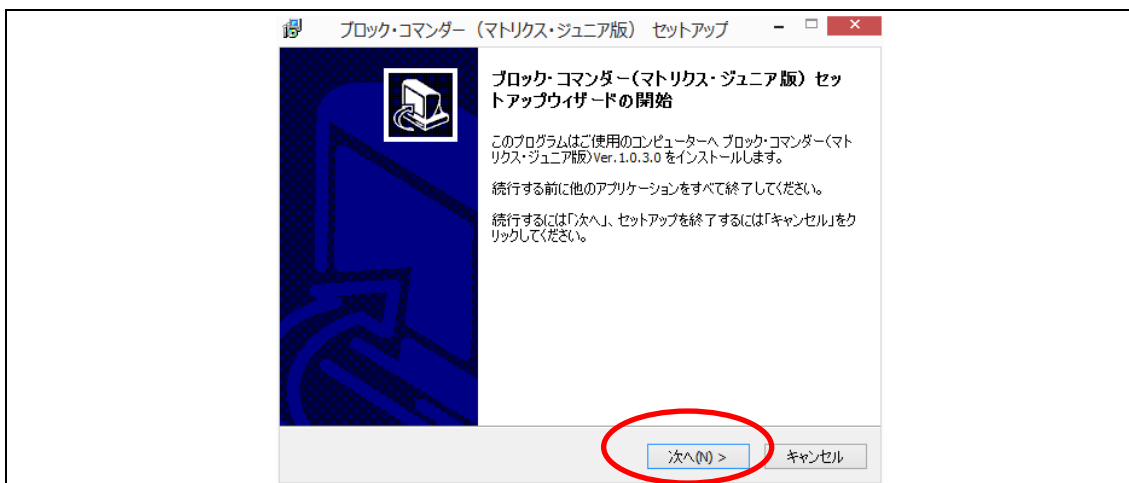 ブロック・コマンダー（マトリクス・ジュニア版） セットアップ
ブロック・コマンダー(マトリクス・ジュニア版) セッ
トアップウィザードの開始
このプログラムはご使用のコンピューターへ ブロック・コマンダー(マト
リクス・ジュニア版)Ver.1.0.3.0 をインストールします。
続行する前に他のアプリケーションをすべて終了してください。
続行するには「次へ」、セットアップを終了するには「キャンセル」をク
リックしてください。
次へ(N) >
キャンセル